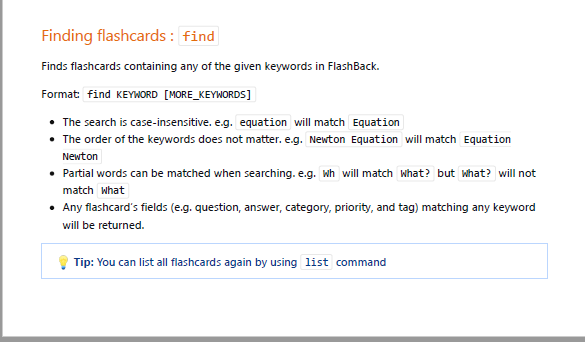 Finding flashcards : find
Finds flashcards containing any of the given keywords in FlashBack.
Format: find KEYWORD [MORE_KEYWORDS]
• The search is case-insensitive. e.g. equation will match Equation
• The order of the keywords does not matter. e.g. Newton Equation will match Equation
Newton
• Partial words can be matched when searching. e.g. Wh will match What? but What? will not
match What
• Any flashcard's fields (e.g. question, answer, category, priority, and tag) matching any keyword
will be returned.
💡 Tip: You can list all flashcards again by using list command